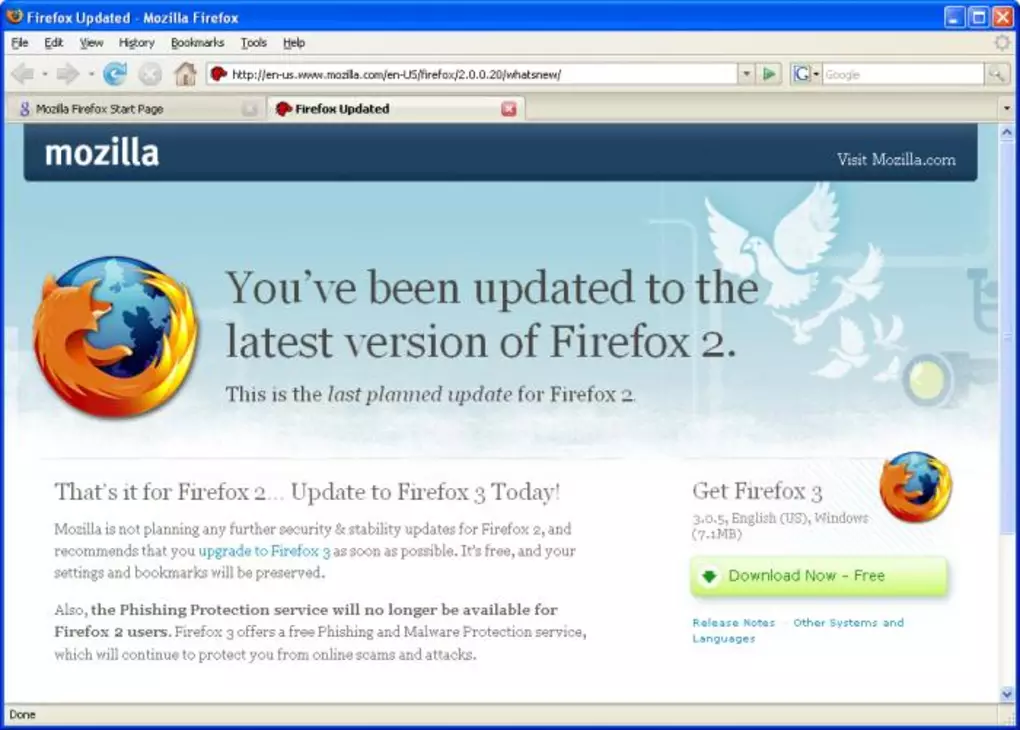 Firefox Updated - Mozilla Firefox
File Edit View History Bookmarks Tools Help
http://en-us.www.mozilla.com/en-US/firefox/2.0.0.20/whatsnew/
G Google
Mozilla Firefox Start Page
Firefox Updated
mozilla
Visit Mozilla.com
You've been updated to the
latest version of Firefox 2.
This is the last planned update for Firefox 2
That's it for Firefox 2... Update to Firefox 3 Today!
Mozilla is not planning any further security & stability updates for Firefox 2, and
recommends that you upgrade to Firefox 3 as soon as possible. It's free, and your
settings and bookmarks will be preserved.
Also, the Phishing Protection service will no longer be available for
Firefox 2 users. Firefox 3 offers a free Phishing and Malware Protection service,
which will continue to protect you from online scams and attacks.
Get Firefox 3
3.0.5, English (US), Windows
(7.1MB)
Download Now - Free
Release Notes - Other Systems and
Languages
Done